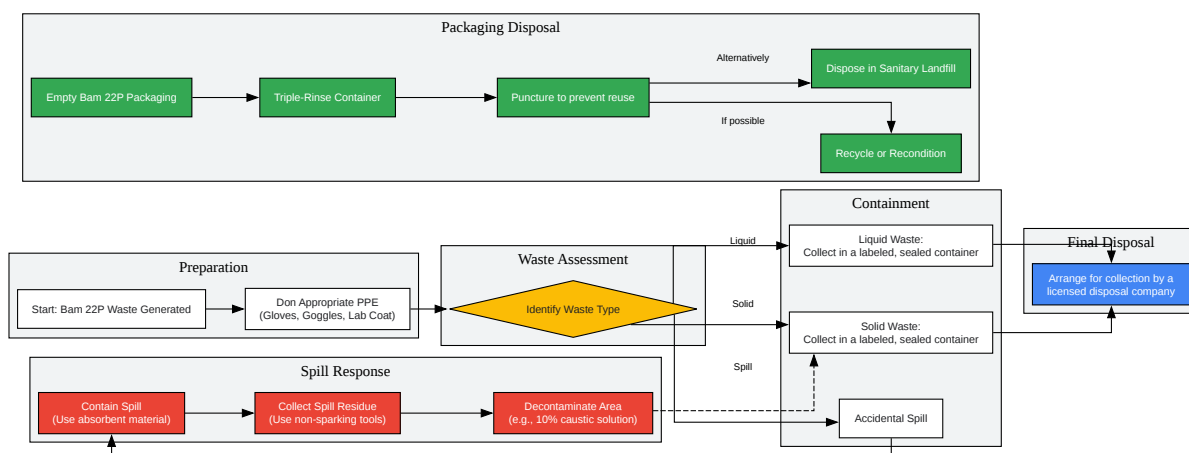 Packaging Disposal
Empty Bam 22P Packaging
Triple-Rinse Container
Puncture to prevent reuse
Alternatively
Dispose in Sanitary Landfill
If possible
Recycle or Recondition
Preparation
Start: Bam 22P Waste Generated
Don Appropriate PPE
(Gloves, Goggles, Lab Coat)
Waste Assessment
Identify Waste Type
Liquid
Solid
Spill
Containment
Liquid Waste:
Collect in a labeled, sealed container
Solid Waste:
Collect in a labeled, sealed container
Accidental Spill
Final Disposal
Arrange for collection by a
licensed disposal company
Spill Response
Contain Spill
(Use absorbent material)
Collect Spill Residue
(Use non-sparking tools)
Decontaminate Area
(e.g., 10% caustic solution)